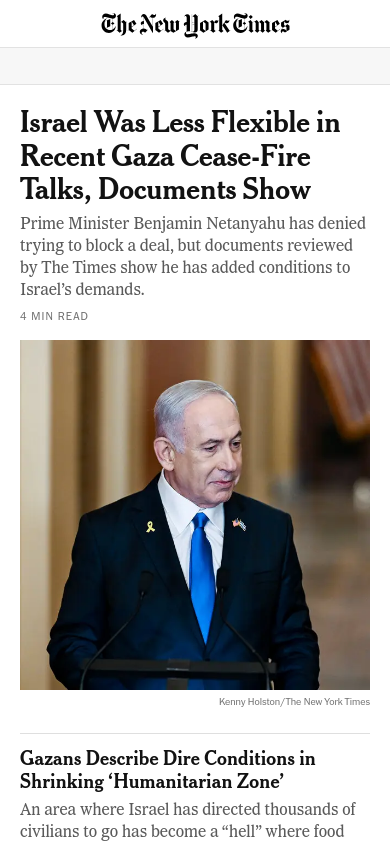 The New York Times
Israel Was Less Flexible in
Recent Gaza Cease-Fire
Talks, Documents Show
Prime Minister Benjamin Netanyahu has denied
trying to block a deal, but documents reviewed
by The Times show he has added conditions to
Israel’s demands.
4 MIN READ
Kenny Holston/The New York Times
Gazans Describe Dire Conditions in
Shrinking ‘Humanitarian Zone’
An area where Israel has directed thousands of
civilians to go has become a “hell” where food